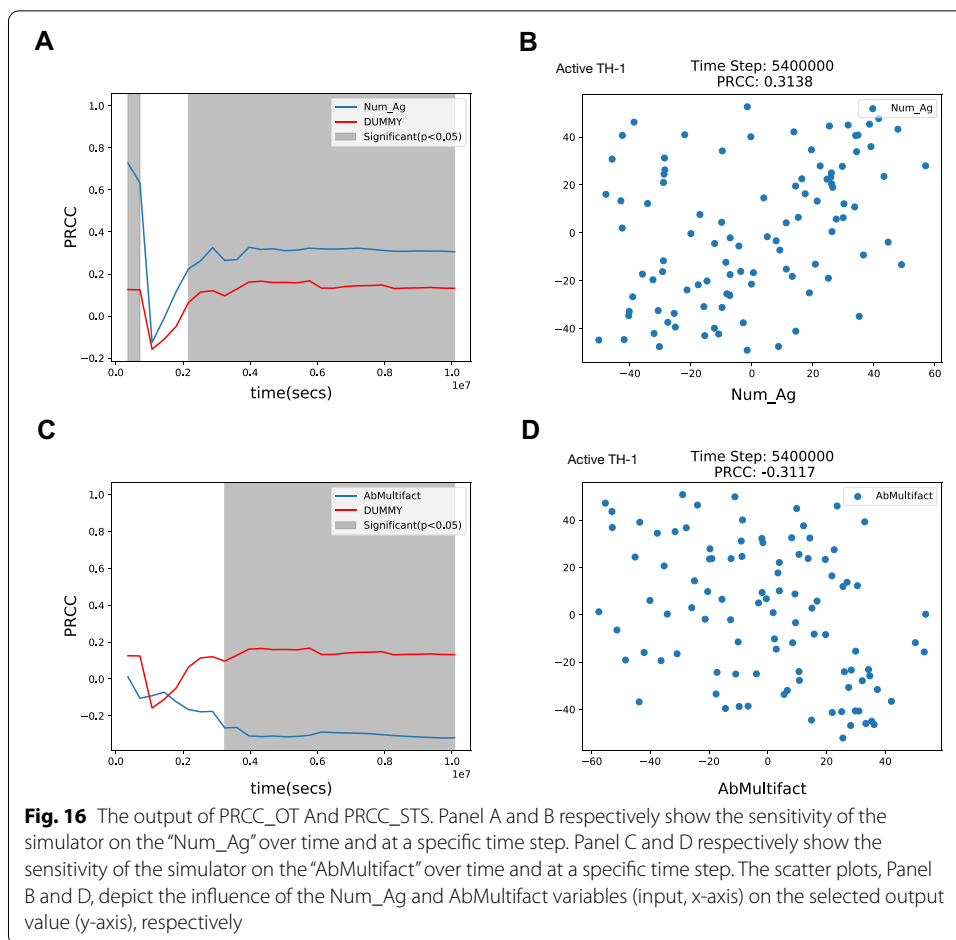 A
1.0
0.8
0.6
0.4
0.2
0.0
−0.2
PRCC
Num_Ag
DUMMY
Significant(p<0.05)
0.0 0.2 0.4 0.6 0.8 1.0
1e7
time(secs)
B
Active TH-1
Time Step: 5400000
PRCC: 0.3138
Num_Ag
40
20
0
−20
−40
−40 −20 0 20 40 60
Num_Ag
C
1.0
0.8
0.6
0.4
0.2
0.0
−0.2
PRCC
AbMultifact
DUMMY
Significant(p<0.05)
0.0 0.2 0.4 0.6 0.8 1.0
1e7
time(secs)
D
Active TH-1
Time Step: 5400000
PRCC: -0.3117
AbMultifact
40
20
0
−20
−40
−60 −40 −20 0 20 40
AbMultifact
Fig. 16 The output of PRCC_OT And PRCC_STS. Panel A and B respectively show the sensitivity of the
simulator on the “Num_Ag” over time and at a specific time step. Panel C and D respectively show the
sensitivity of the simulator on the “AbMultifact” over time and at a specific time step. The scatter plots, Panel
B and D, depict the influence of the Num_Ag and AbMultifact variables (input, x-axis) on the selected output
value (y-axis), respectively